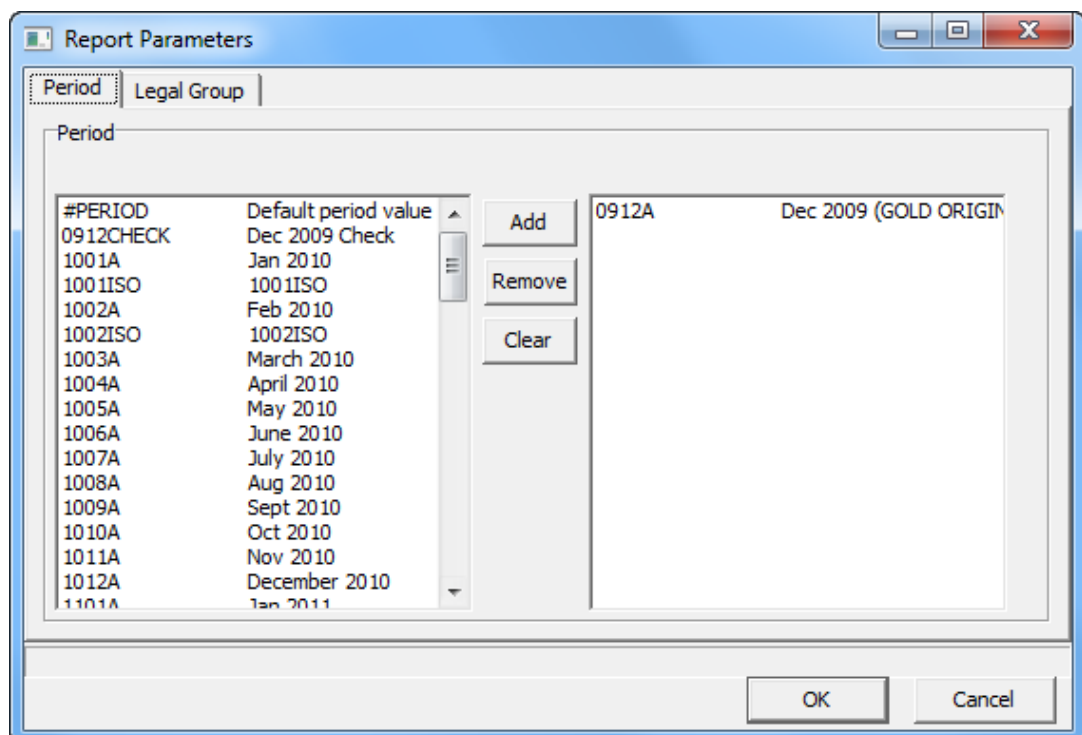 Report Parameters
Period Legal Group
Period
#PERIOD Default period value
0912CHECK Dec 2009 Check
1001A Jan 2010
1001ISO 1001ISO
1002A Feb 2010
1002ISO 1002ISO
1003A March 2010
1004A April 2010
1005A May 2010
1006A June 2010
1007A July 2010
1008A Aug 2010
1009A Sept 2010
1010A Oct 2010
1011A Nov 2010
1012A December 2010
1101A Jan 2011
Add
Remove
Clear
0912A Dec 2009 (GOLD ORIGIN
OK Cancel